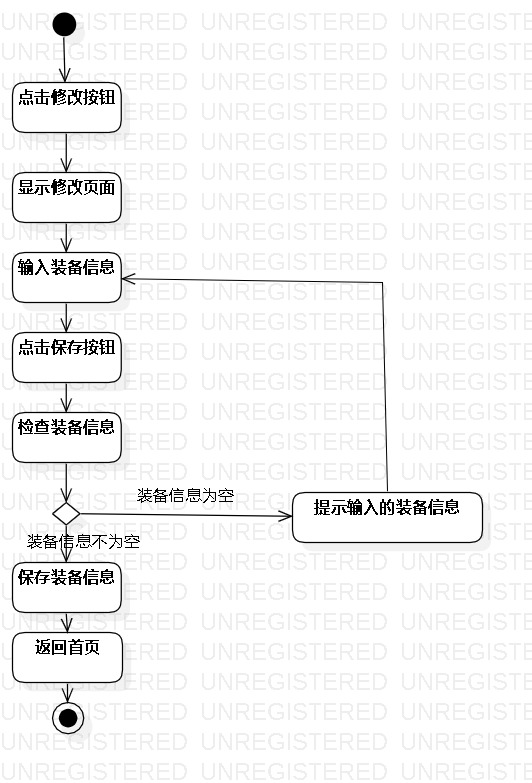 点击修改按钮
显示修改页面
输入装备信息
点击保存按钮
检查装备信息
装备信息为空
提示输入的装备信息
装备信息不为空
保存装备信息
返回首页